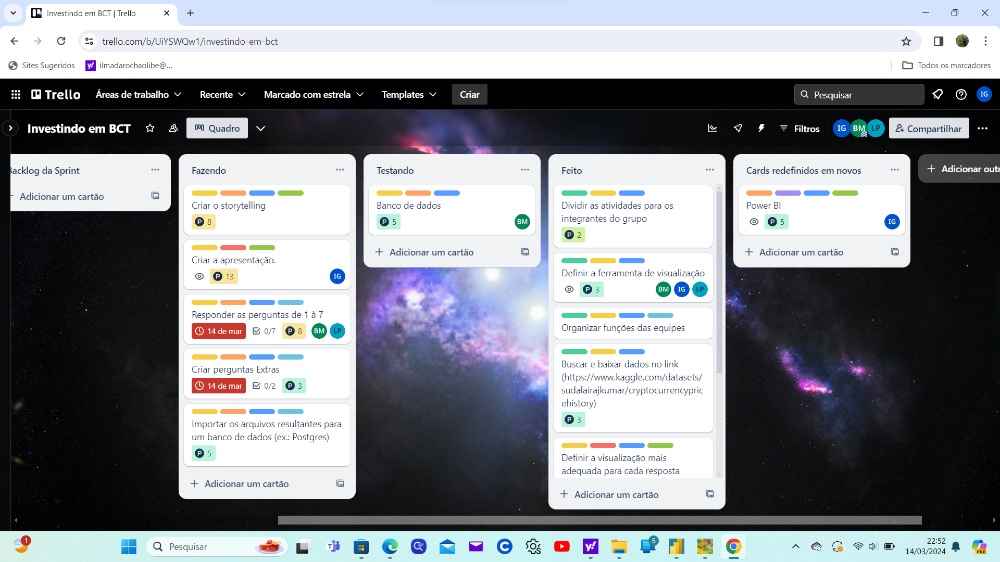 Investindo em BCT | Trello
trello.com/b/UiYSWQw1/investindo-em-bct
Sites Sugeridos
ilmadarochaolibe@...
Todos os marcadores
Trello
Áreas de trabalho
Recente
Marcado com estrela
Templates
Criar
Pesquisar
IG
Investindo em BCT
Quadro
Filtros
IG
BM
LP
Compartilhar
Backlog da Sprint
Adicionar um cartão
Fazendo
Criar o storytelling
P 8
Criar a apresentação.
P 13
IG
Responder as perguntas de 1 à 7
14 de mar
0/7
P 8
BM
LP
Criar perguntas Extras
14 de mar
0/2
P 3
Importar os arquivos resultantes para
um banco de dados (ex.: Postgres)
P 5
Adicionar um cartão
Testando
Banco de dados
P 5
BM
Adicionar um cartão
Feito
Dividir as atividades para os
integrantes do grupo
P 2
Definir a ferramenta de visualização
P 3
BM
IG
LP
Organizar funções das equipes
Buscar e baixar dados no link
(https://www.kaggle.com/datasets/
sudalairajkumar/cryptocurrencypric
ehistory)
P 3
Definir a visualização mais
adequada para cada resposta
Adicionar um cartão
Cards redefinidos em novos
Power BI
P 5
IG
Adicionar um cartão
Adicionar outr
1
Pesquisar
5
22:52
14/03/2024
PRE